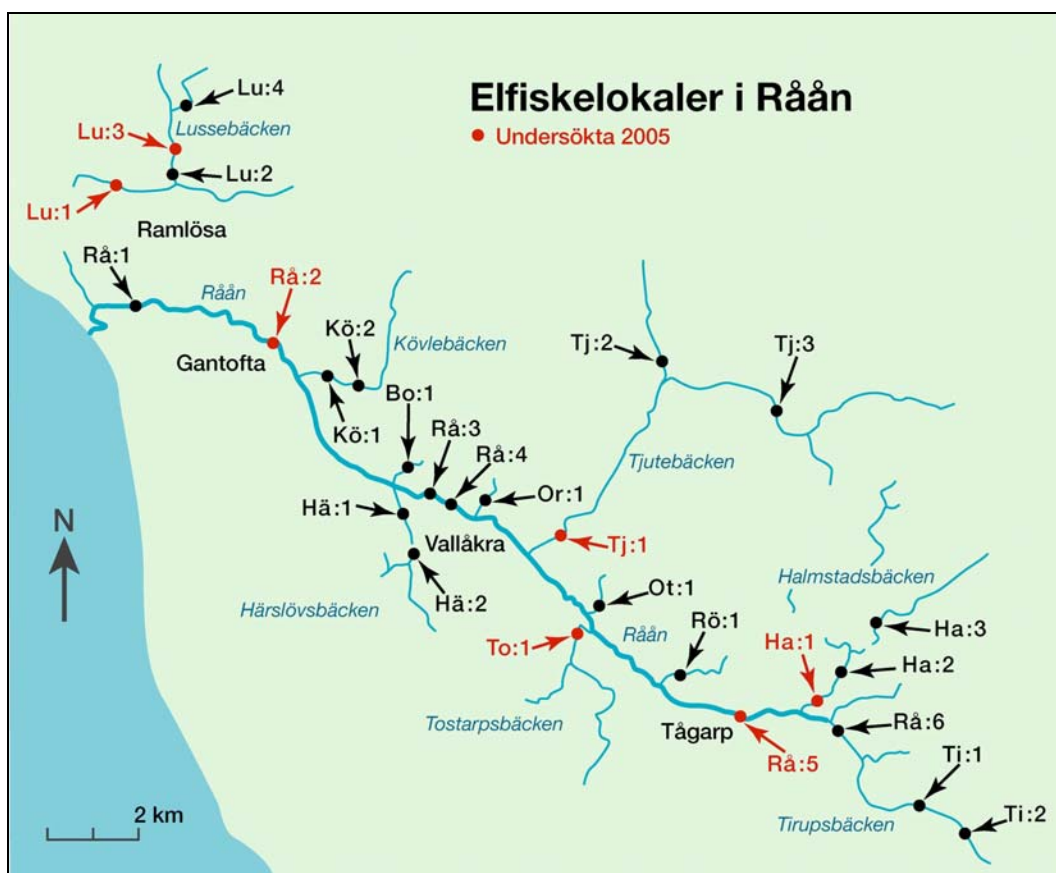 Elfiskelokaler i Råån
Undersökta 2005
Lu:4
Lussebäcken
Lu:3
Lu:2
Lu:1
Ramlösa
Rå:1
Råån
Rå:2
Gantofta
Kö:2
Kövlebäcken
Kö:1
Bo:1
Rå:3
Rå:4
Tj:2
Tj:3
Tjutebäcken
Or:1
Hä:1
Vallåkra
Tj:1
N
Hä:2
Härslövsbäcken
Halmstadsbäcken
Ot:1
Råån
Rö:1
To:1
Ha:1
Ha:3
Ha:2
Tostarpsbäcken
Tågarp
Rå:6
Rå:5
Ti:1
Ti:2
Tirupsbäcken
2 km